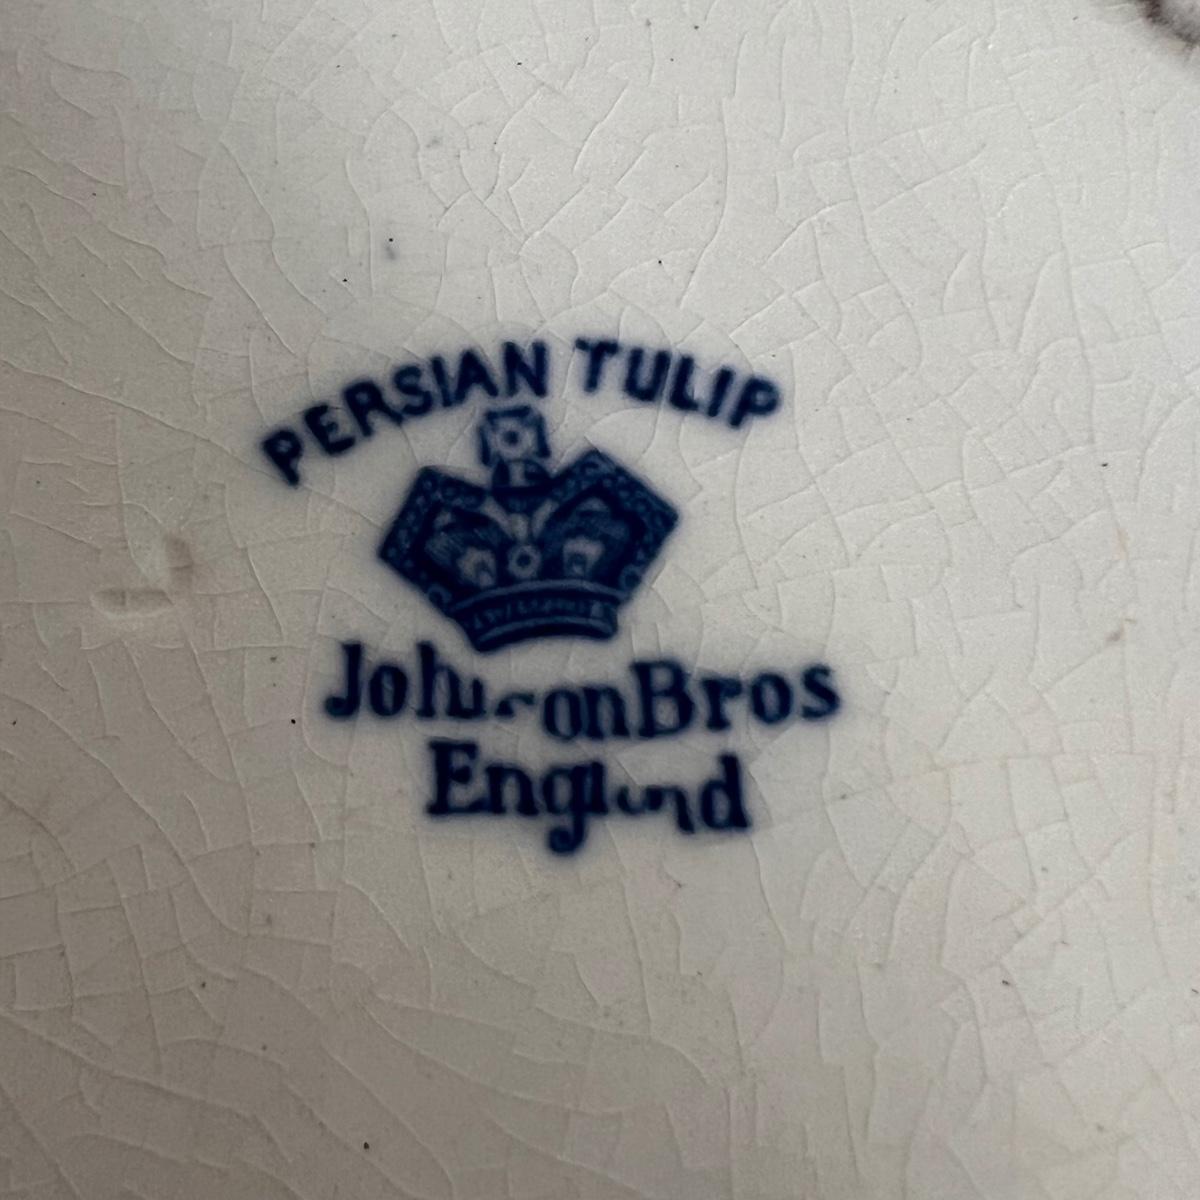 PERSIAN TULIP
Johnson Bros
England